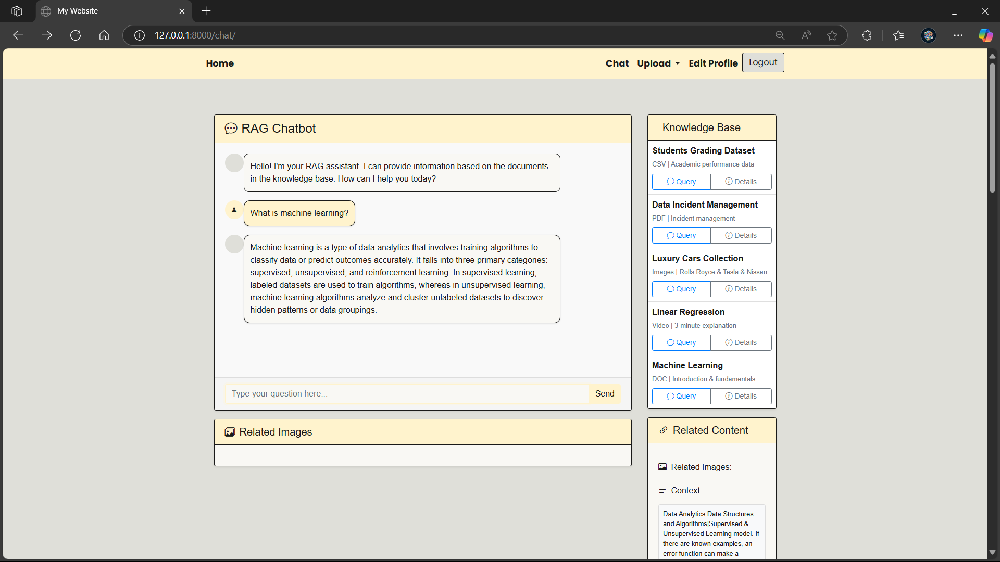 My Website
127.0.0.1:8000/chat/
Home
Chat Upload Edit Profile Logout
RAG Chatbot
Hello! I'm your RAG assistant. I can provide information based on the documents
in the knowledge base. How can I help you today?
What is machine learning?
Machine learning is a type of data analytics that involves training algorithms to
classify data or predict outcomes accurately. It falls into three primary categories:
supervised, unsupervised, and reinforcement learning. In supervised learning,
labeled datasets are used to train algorithms, whereas in unsupervised learning,
machine learning algorithms analyze and cluster unlabeled datasets to discover
hidden patterns or data groupings.
Type your question here...
Send
Related Images
Knowledge Base
Students Grading Dataset
CSV | Academic performance data
Query Details
Data Incident Management
PDF | Incident management
Query Details
Luxury Cars Collection
Images | Rolls Royce & Tesla & Nissan
Query Details
Linear Regression
Video | 3-minute explanation
Query Details
Machine Learning
DOC | Introduction & fundamentals
Query Details
Related Content
Related Images:
Context:
Data Analytics Data Structures
and Algorithms|Supervised &
Unsupervised Learning model. If
there are known examples, an
error function can make a